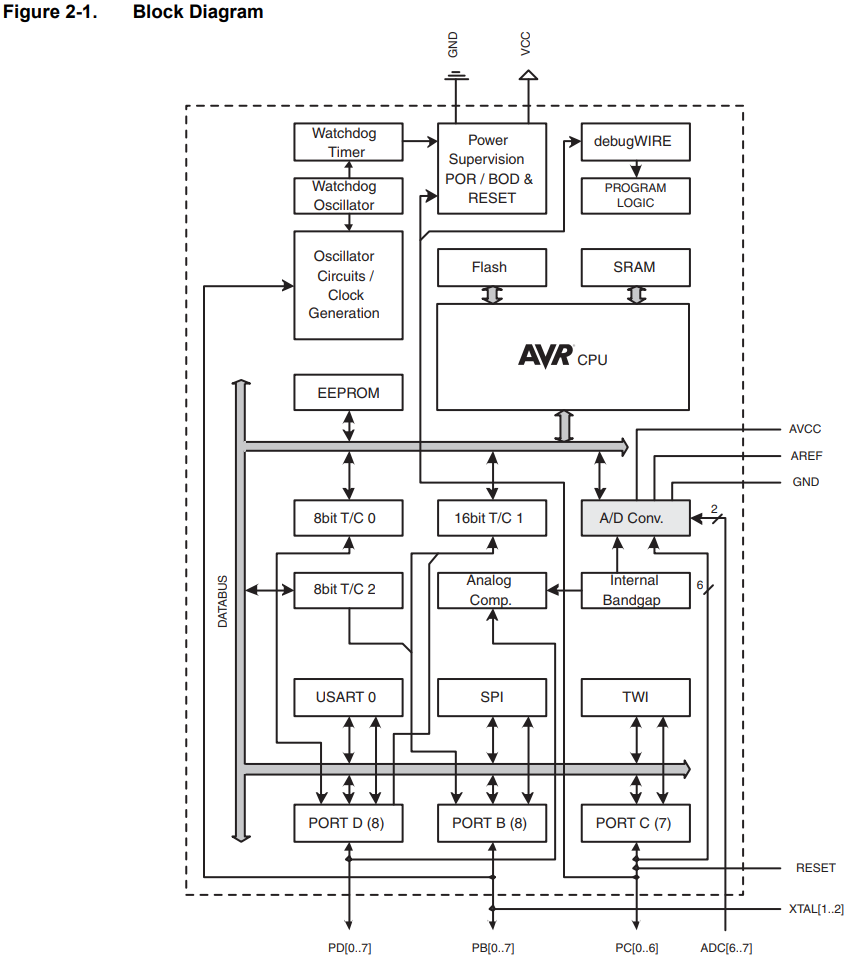 Figure 2-1. Block Diagram
GND
VCC
Watchdog
Timer
Power
Supervision
POR / BOD &
RESET
debugWIRE
Watchdog
Oscillator
PROGRAM
LOGIC
Oscillator
Circuits /
Clock
Generation
Flash
SRAM
AVR CPU
EEPROM
AVCC
AREF
GND
8bit T/C 0
16bit T/C 1
A/D Conv.
2
DATABUS
8bit T/C 2
Analog
Comp.
Internal
Bandgap
6
USART 0
SPI
TWI
PORT D (8)
PORT B (8)
PORT C (7)
RESET
XTAL[1..2]
PD[0..7]
PB[0..7]
PC[0..6]
ADC[6..7]